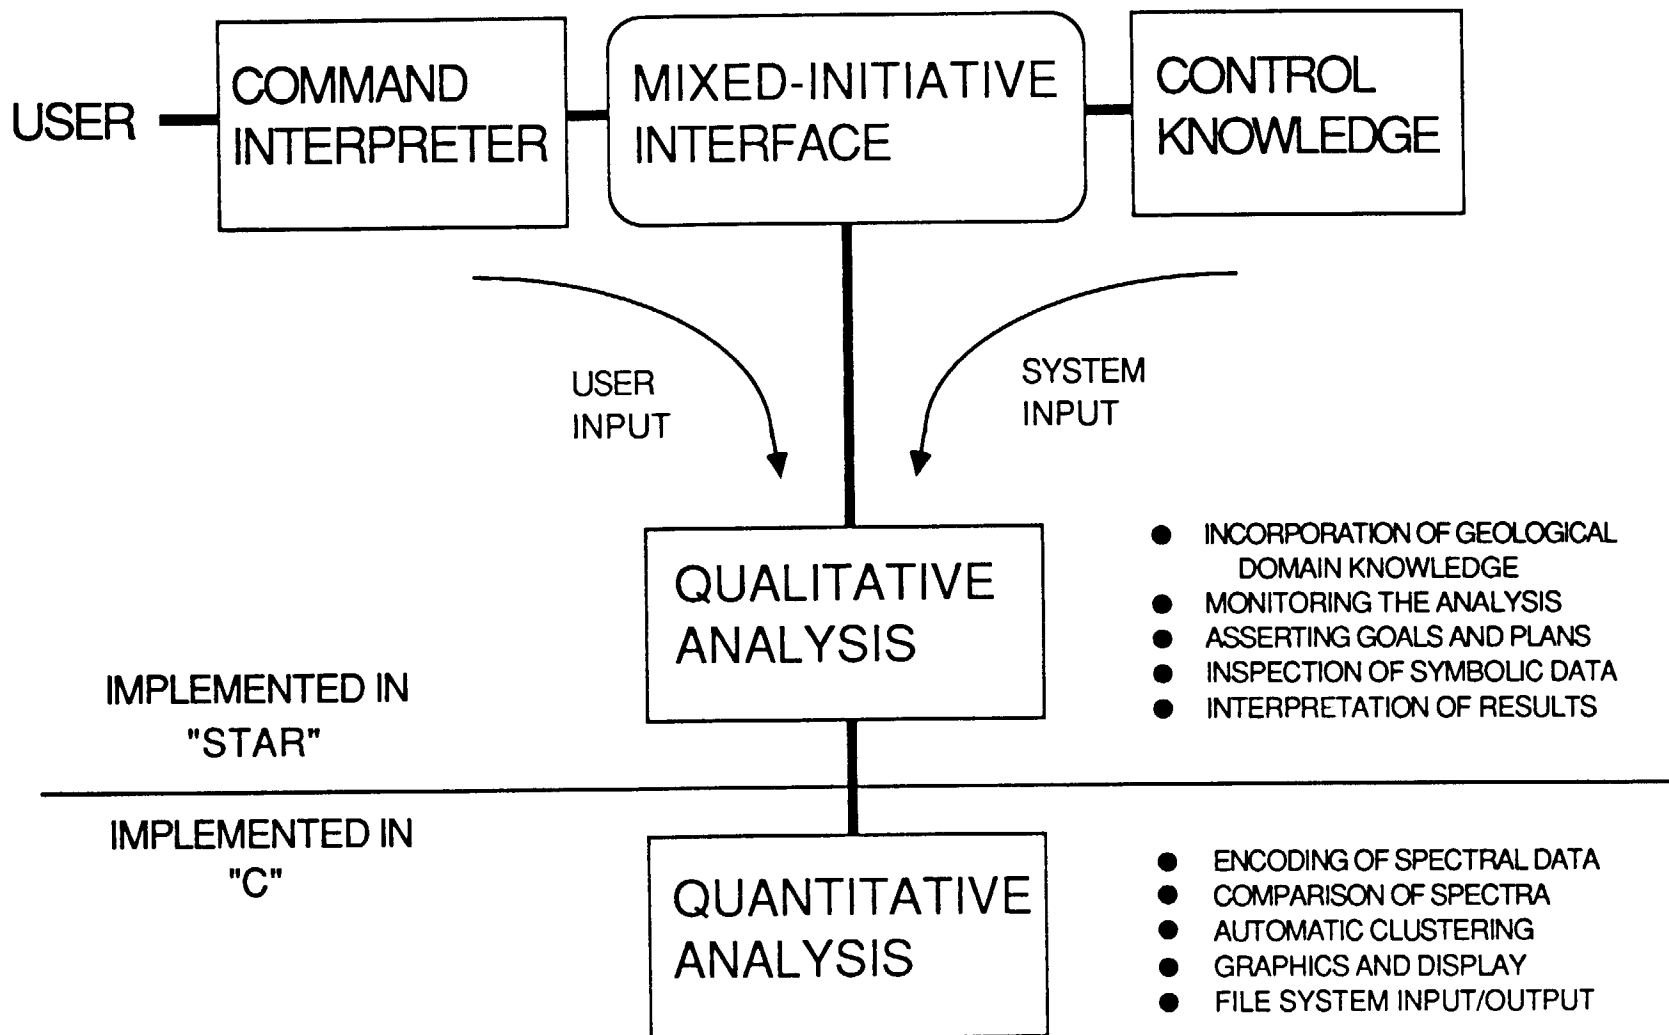 USER
COMMAND
INTERPRETER
MIXED-INITIATIVE
INTERFACE
CONTROL
KNOWLEDGE
USER
INPUT
SYSTEM
INPUT
QUALITATIVE
ANALYSIS
● INCORPORATION OF GEOLOGICAL
DOMAIN KNOWLEDGE
● MONITORING THE ANALYSIS
● ASSERTING GOALS AND PLANS
● INSPECTION OF SYMBOLIC DATA
● INTERPRETATION OF RESULTS
IMPLEMENTED IN
"STAR"
IMPLEMENTED IN
"C"
QUANTITATIVE
ANALYSIS
● ENCODING OF SPECTRAL DATA
● COMPARISON OF SPECTRA
● AUTOMATIC CLUSTERING
● GRAPHICS AND DISPLAY
● FILE SYSTEM INPUT/OUTPUT